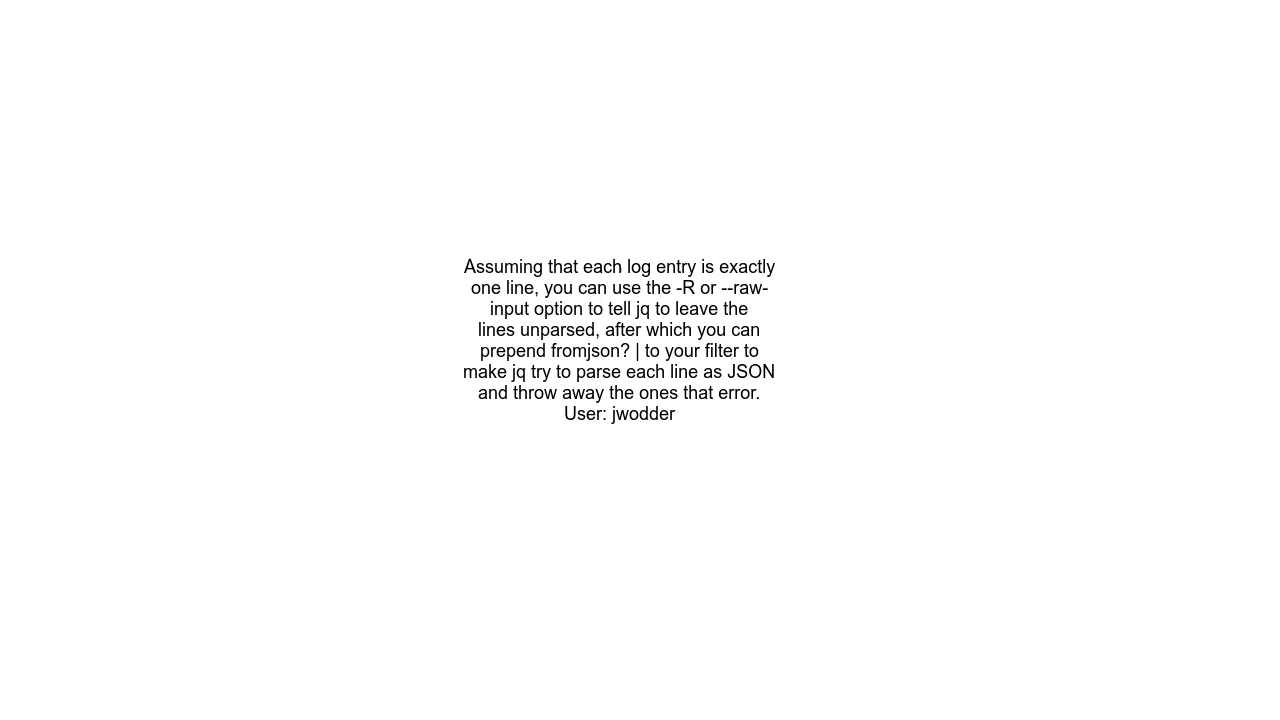 Assuming that each log entry is exactly
one line, you can use the -R or --raw-
input option to tell jq to leave the
lines unparsed, after which you can
prepend fromjson? | to your filter to
make jq try to parse each line as JSON
and throw away the ones that error.
User: jwodder